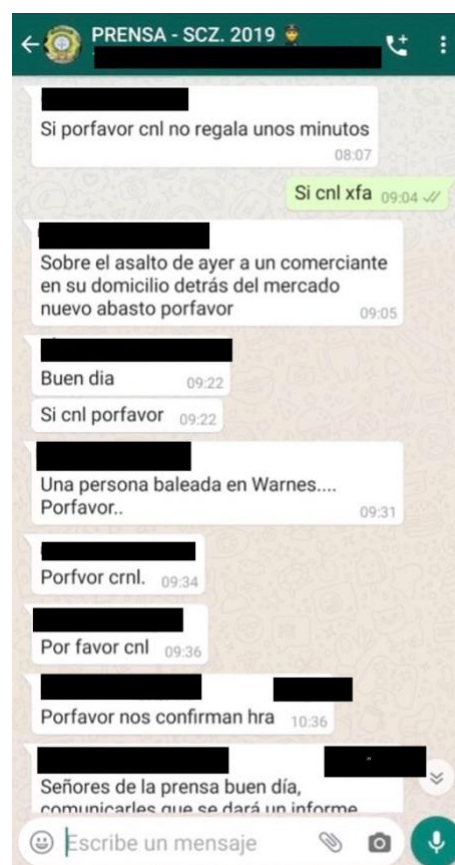 PRENSA - SCZ. 2019
Si porfavor cnl no regala unos minutos
08:07
Si cnl xfa 09:04
Sobre el asalto de ayer a un comerciante
en su domicilio detrás del mercado
nuevo abasto porfavor
09:05
Buen dia 09:22
Si cnl porfavor 09:22
Una persona baleada en Warnes....
Porfavor..
09:31
Porfvor crnl. 09:34
Por favor cnl 09:36
Porfavor nos confirman hra 10:36
Señores de la prensa buen día,
comunicarles que se dará un informe
Escribe un mensaje